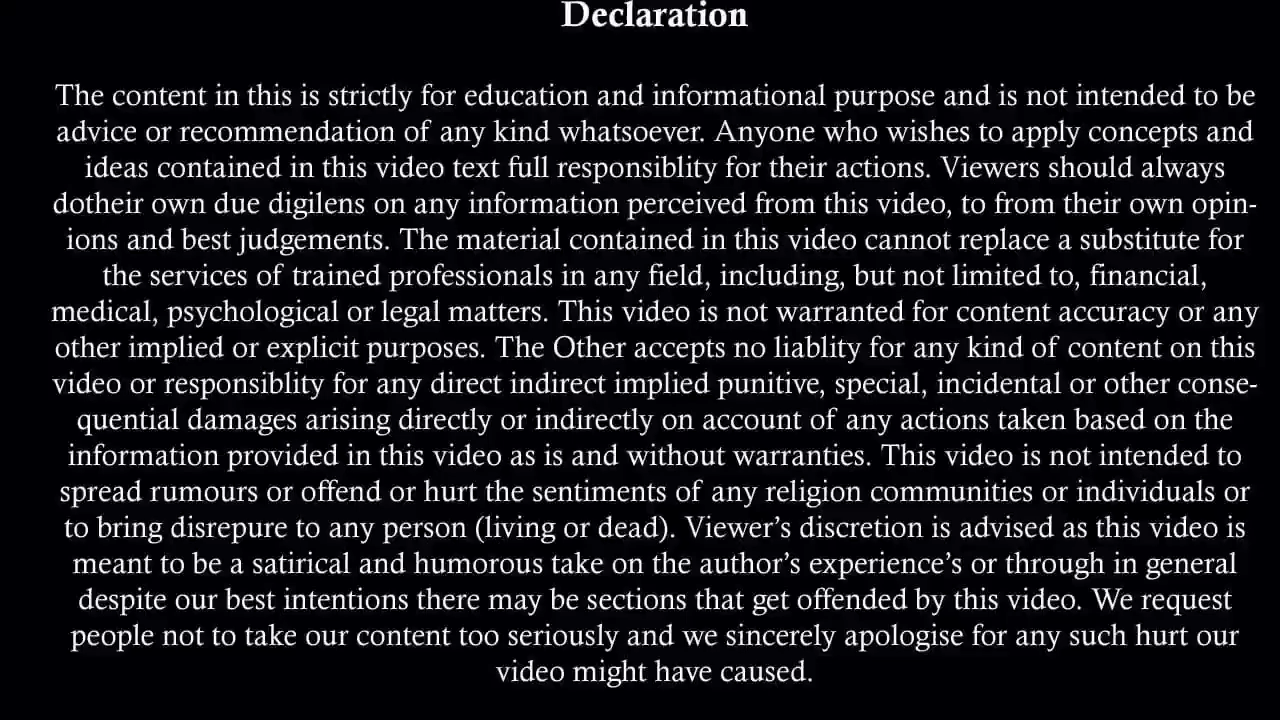 Declaration
The content in this is strictly for education and informational purpose and is not intended to be
advice or recommendation of any kind whatsoever. Anyone who wishes to apply concepts and
ideas contained in this video text full responsiblity for their actions. Viewers should always
dotheir own due digilens on any information perceived from this video, to from their own opin-
ions and best judgements. The material contained in this video cannot replace a substitute for
the services of trained professionals in any field, including, but not limited to, financial,
medical, psychological or legal matters. This video is not warranted for content accuracy or any
other implied or explicit purposes. The Other accepts no liablity for any kind of content on this
video or responsiblity for any direct indirect implied punitive, special, incidental or other conse-
quential damages arising directly or indirectly on account of any actions taken based on the
information provided in this video as is and without warranties. This video is not intended to
spread rumours or offend or hurt the sentiments of any religion communities or individuals or
to bring disrepure to any person (living or dead). Viewer’s discretion is advised as this video is
meant to be a satirical and humorous take on the author’s experience’s or through in general
despite our best intentions there may be sections that get offended by this video. We request
people not to take our content too seriously and we sincerely apologise for any such hurt our
video might have caused.